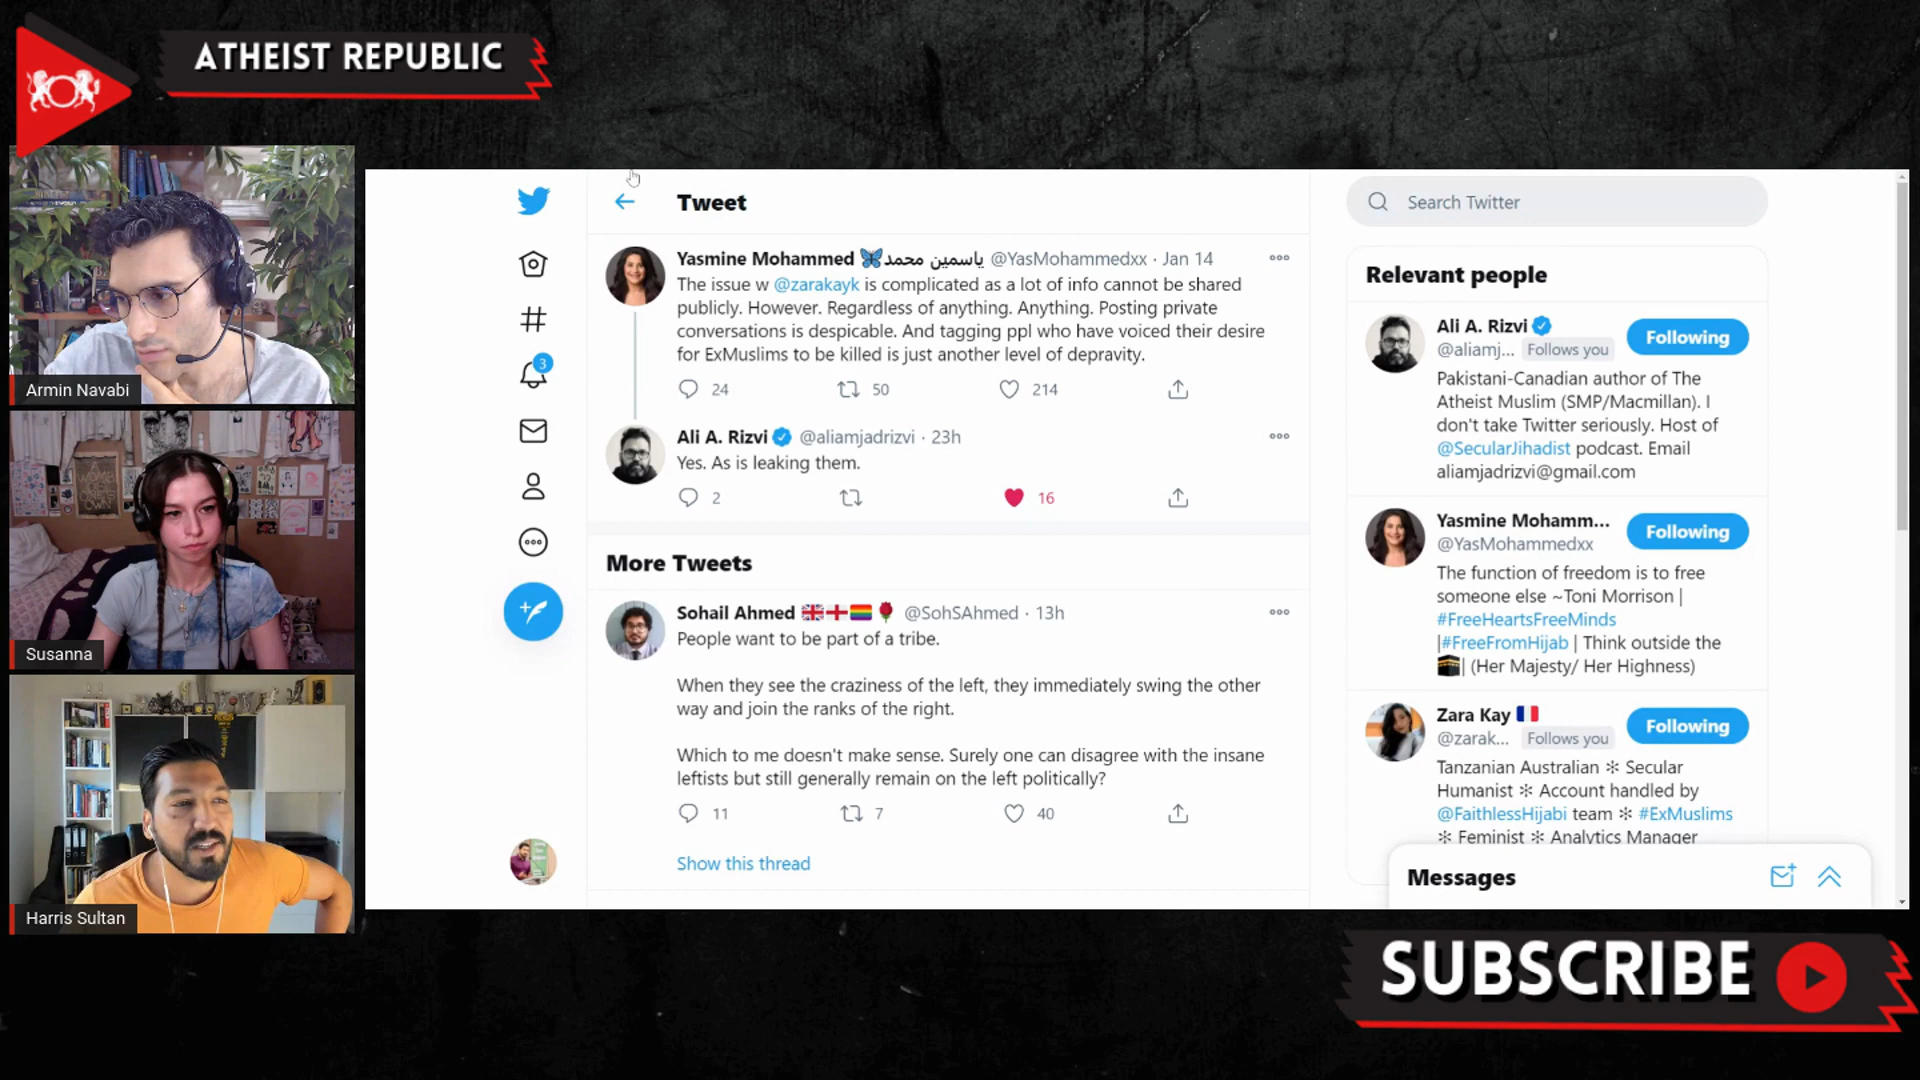 ATHEIST REPUBLIC
Armin Navabi
Susanna
Harris Sultan
Tweet
Yasmine Mohammed 🦋ياسمين محمد @YasMohammedxx · Jan 14
The issue w @zarakayk is complicated as a lot of info cannot be shared
publicly. However. Regardless of anything. Anything. Posting private
conversations is despicable. And tagging ppl who have voiced their desire
for ExMuslims to be killed is just another level of depravity.
24 50 214
Ali A. Rizvi @aliamjadrizvi · 23h
Yes. As is leaking them.
2 16
More Tweets
Sohail Ahmed 🇬🇧🏴󠁧󠁢󠁥󠁮󠁧󠁿🏳️‍🌈🌹 @SohSAhmed · 13h
People want to be part of a tribe.
When they see the craziness of the left, they immediately swing the other
way and join the ranks of the right.
Which to me doesn't make sense. Surely one can disagree with the insane
leftists but still generally remain on the left politically?
11 7 40
Show this thread
3
Search Twitter
Relevant people
Ali A. Rizvi
Following
@aliamj... Follows you
Pakistani-Canadian author of The
Atheist Muslim (SMP/Macmillan). I
don't take Twitter seriously. Host of
@SecularJihadist podcast. Email
aliamjadrizvi@gmail.com
Yasmine Mohamm...
Following
@YasMohammedxx
The function of freedom is to free
someone else ~Toni Morrison |
#FreeHeartsFreeMinds
|#FreeFromHijab | Think outside the
🕋| (Her Majesty/ Her Highness)
Zara Kay 🇫🇷
Following
@zarak... Follows you
Tanzanian Australian ✻ Secular
Humanist ✻ Account handled by
@FaithlessHijabi team ✻ #ExMuslims
✻ Feminist ✻ Analytics Manager
Messages
SUBSCRIBE